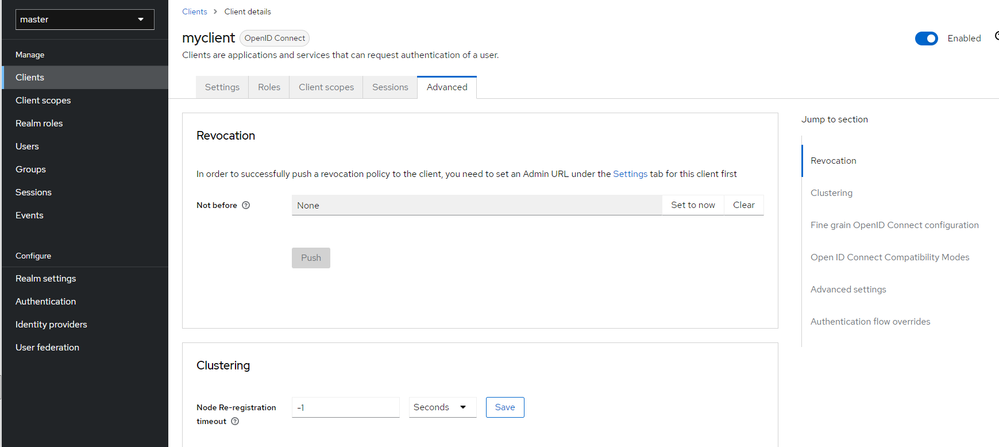 master
Manage
Clients
Client scopes
Realm roles
Users
Groups
Sessions
Events
Configure
Realm settings
Authentication
Identity providers
User federation
Clients > Client details
myclient OpenID Connect
Enabled
Clients are applications and services that can request authentication of a user.
Settings Roles Client scopes Sessions Advanced
Revocation
In order to successfully push a revocation policy to the client, you need to set an Admin URL under the Settings tab for this client first
Not before None Set to now Clear
Push
Clustering
Node Re-registration
timeout
-1 Seconds Save
Jump to section
Revocation
Clustering
Fine grain OpenID Connect configuration
Open ID Connect Compatibility Modes
Advanced settings
Authentication flow overrides